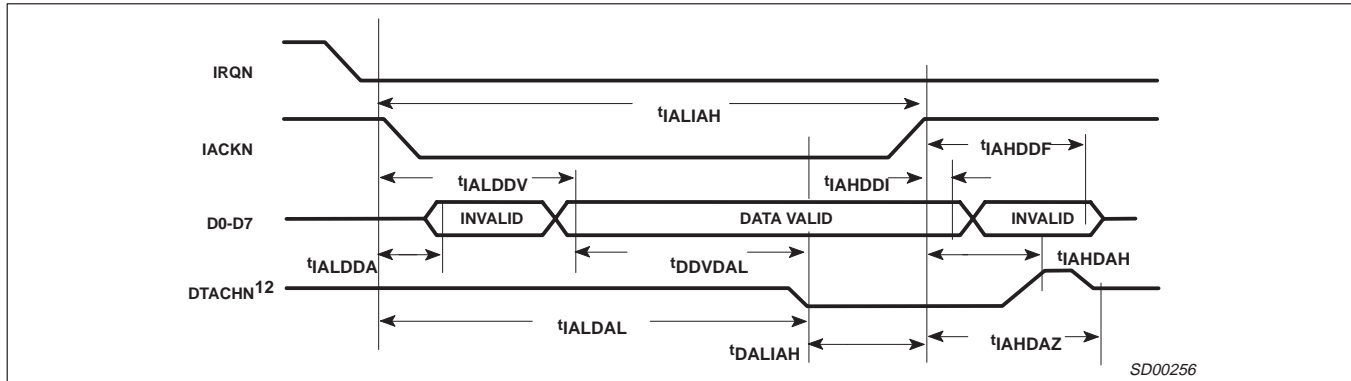 IRQN
tIALIAH
IACKN
tIAHDDF
tIALDDV
tIAHDDI
D0-D7
INVALID
DATA VALID
INVALID
tIALDDA
tDDVDAL
tIAHDAH
DTACHN12
tIALDAL
tIAHDAZ
tDALIAH
SD00256